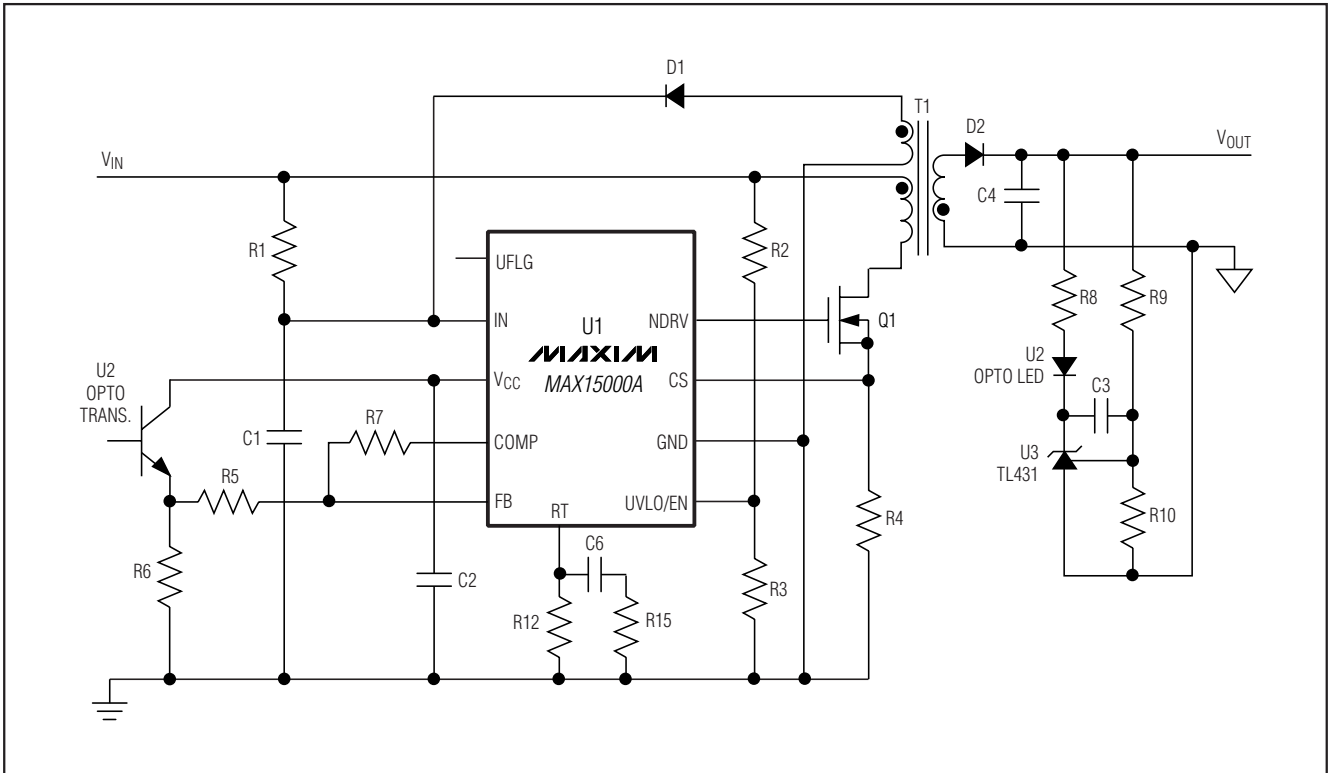 D1
T1
D2
VIN
VOUT
C4
R1
R2
UFLG
R8
R9
IN
U1
NDRV
Q1
MAXIM
U2
OPTO
TRANS.
VCC
MAX15000A
CS
U2
OPTO LED
C3
R7
C1
COMP
GND
U3
TL431
R5
FB
RT
UVLO/EN
R4
R10
R6
C2
C6
R3
R12
R15